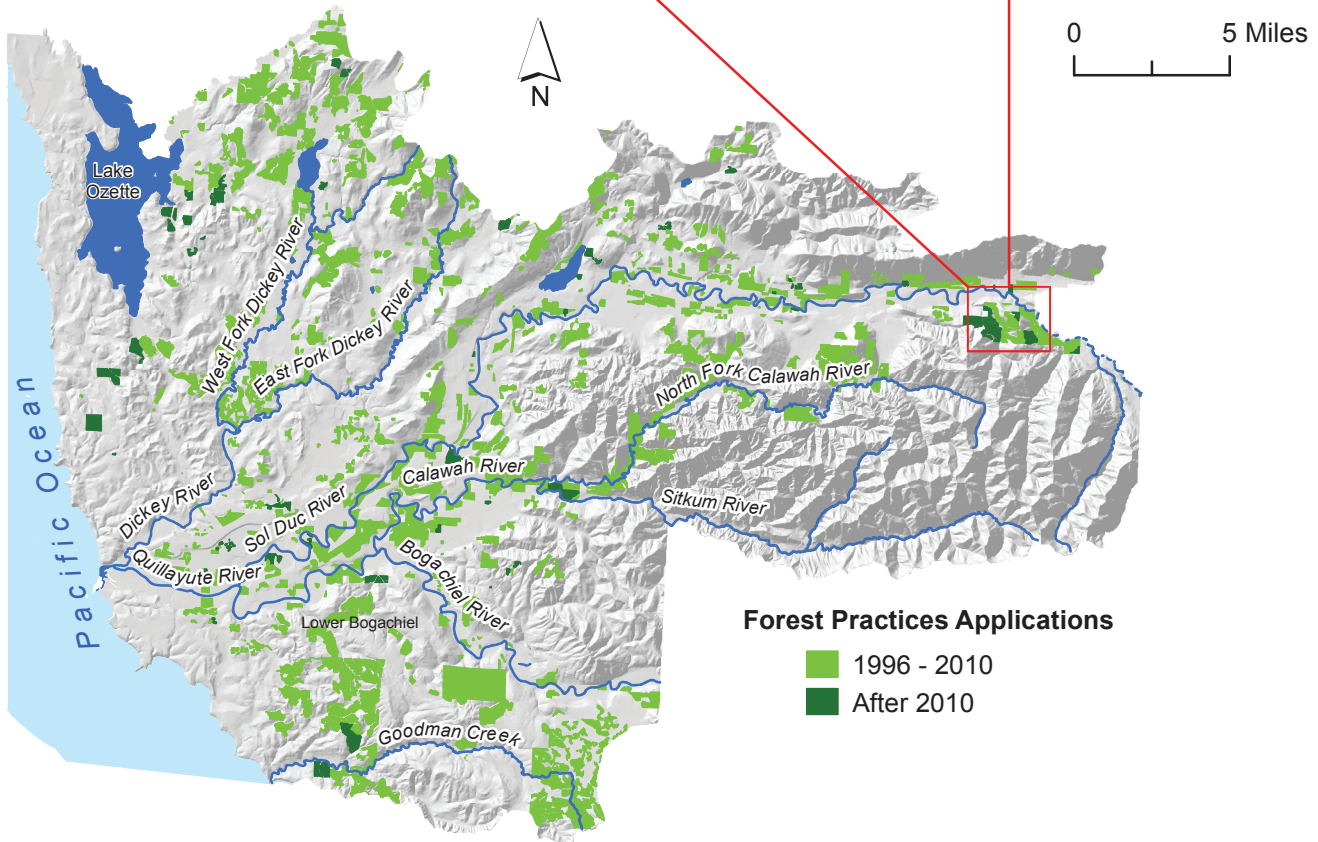 0 5 Miles
N
Lake
Ozette
West Fork Dickey River
East Fork Dickey River
North Fork Calawah River
Pacific Ocean
Calawah River
Sitkum River
Dickey River
Sol Duc River
Quillayute River
Bogachiel River
Lower Bogachiel
Goodman Creek
Forest Practices Applications
1996 - 2010
After 2010